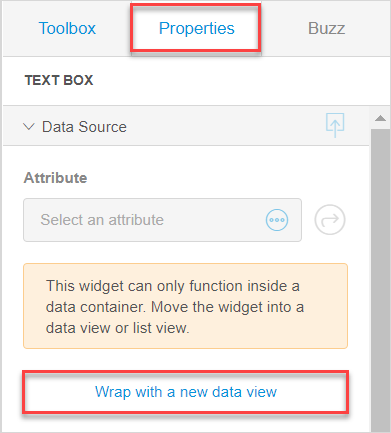 Toolbox Properties Buzz
TEXT BOX
Data Source
Attribute
Select an attribute
This widget can only function inside a
data container. Move the widget into a
data view or list view.
Wrap with a new data view